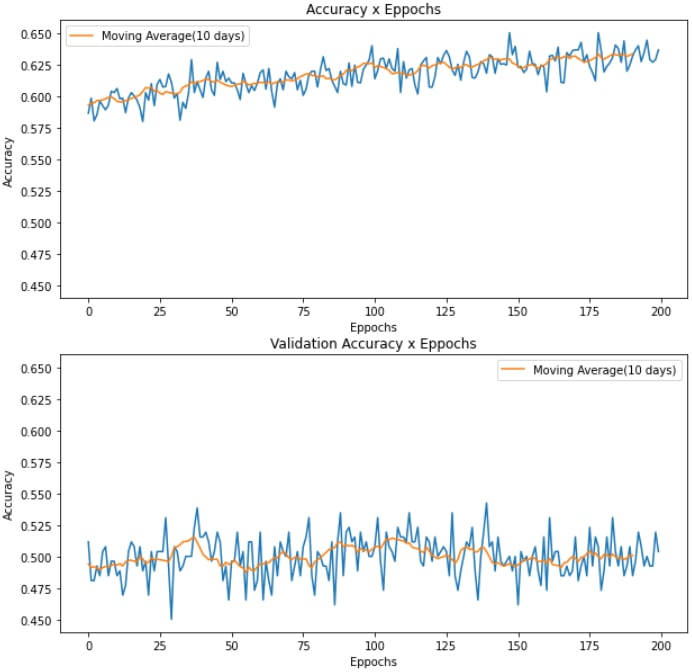 Accuracy x Eppochs
Moving Average(10 days)
0.650
0.625
0.600
0.575
0.550
0.525
0.500
0.475
0.450
Accuracy
0 25 50 75 100 125 150 175 200
Eppochs
Validation Accuracy x Eppochs
Moving Average(10 days)
0.650
0.625
0.600
0.575
0.550
0.525
0.500
0.475
0.450
Accuracy
0 25 50 75 100 125 150 175 200
Eppochs